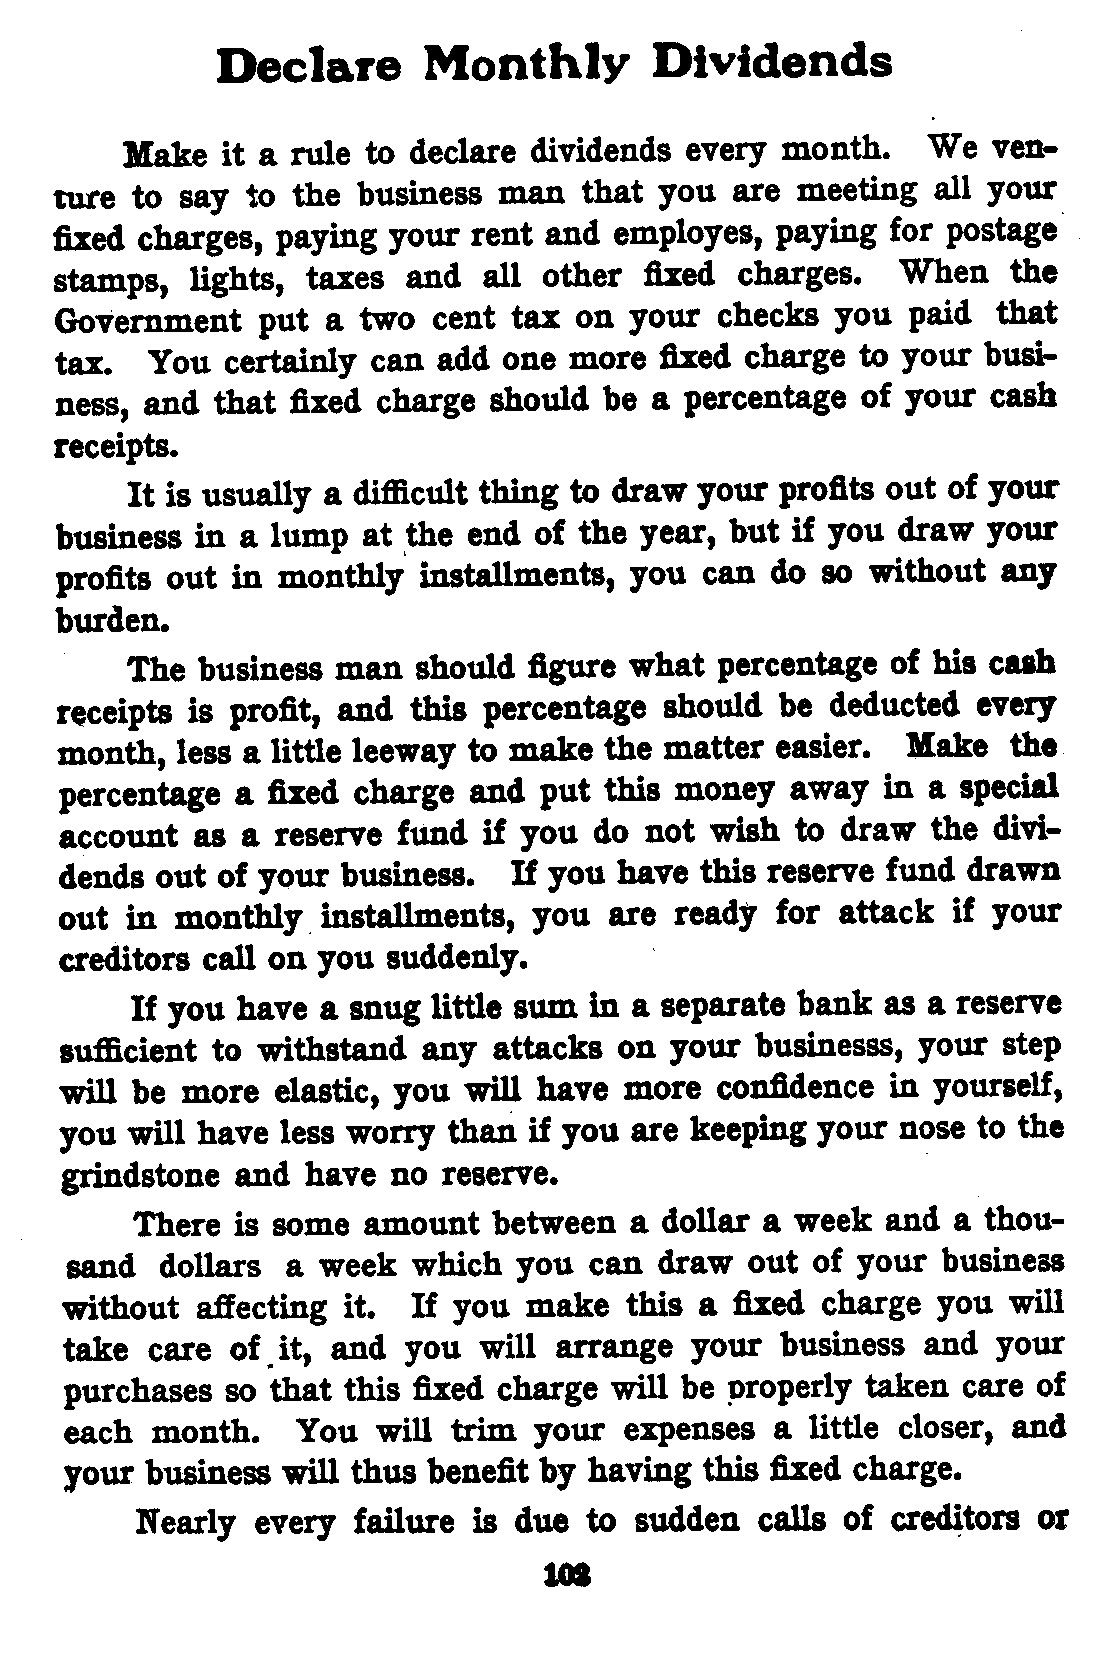 Declare Monthly Dividends
Make it a rule to declare dividends every month. We ven-
ture to say to the business man that you are meeting all your
fixed charges, paying your rent and employes, paying for postage
stamps, lights, taxes and all other fixed charges. When the
Government put a two cent tax on your checks you paid that
tax. You certainly can add one more fixed charge to your busi-
ness, and that fixed charge should be a percentage of your cash
receipts.
It is usually a difficult thing to draw your profits out of your
business in a lump at the end of the year, but if you draw your
profits out in monthly installments, you can do so without any
burden.
The business man should figure what percentage of his cash
receipts is profit, and this percentage should be deducted every
month, less a little leeway to make the matter easier. Make the
percentage a fixed charge and put this money away in a special
account as a reserve fund if you do not wish to draw the divi-
dends out of your business. If you have this reserve fund drawn
out in monthly installments, you are ready for attack if your
creditors call on you suddenly.
If you have a snug little sum in a separate bank as a reserve
sufficient to withstand any attacks on your businesss, your step
will be more elastic, you will have more confidence in yourself,
you will have less worry than if you are keeping your nose to the
grindstone and have no reserve.
There is some amount between a dollar a week and a thou-
sand dollars a week which you can draw out of your business
without affecting it. If you make this a fixed charge you will
take care of it, and you will arrange your business and your
purchases so that this fixed charge will be properly taken care of
each month. You will trim your expenses a little closer, and
your business will thus benefit by having this fixed charge.
Nearly every failure is due to sudden calls of creditors or
102